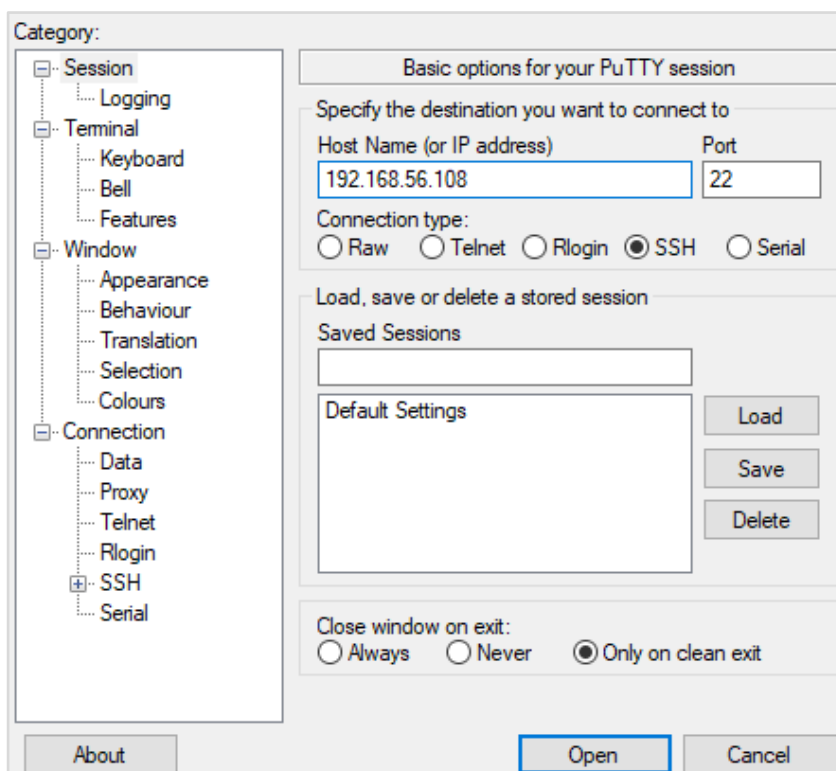 Category:
Session
Logging
Terminal
Keyboard
Bell
Features
Window
Appearance
Behaviour
Translation
Selection
Colours
Connection
Data
Proxy
Telnet
Rlogin
SSH
Serial
Basic options for your PuTTY session
Specify the destination you want to connect to
Host Name (or IP address) Port
192.168.56.108 22
Connection type:
Raw Telnet Rlogin SSH Serial
Load, save or delete a stored session
Saved Sessions
Default Settings
Load
Save
Delete
Close window on exit:
Always Never Only on clean exit
About Open Cancel